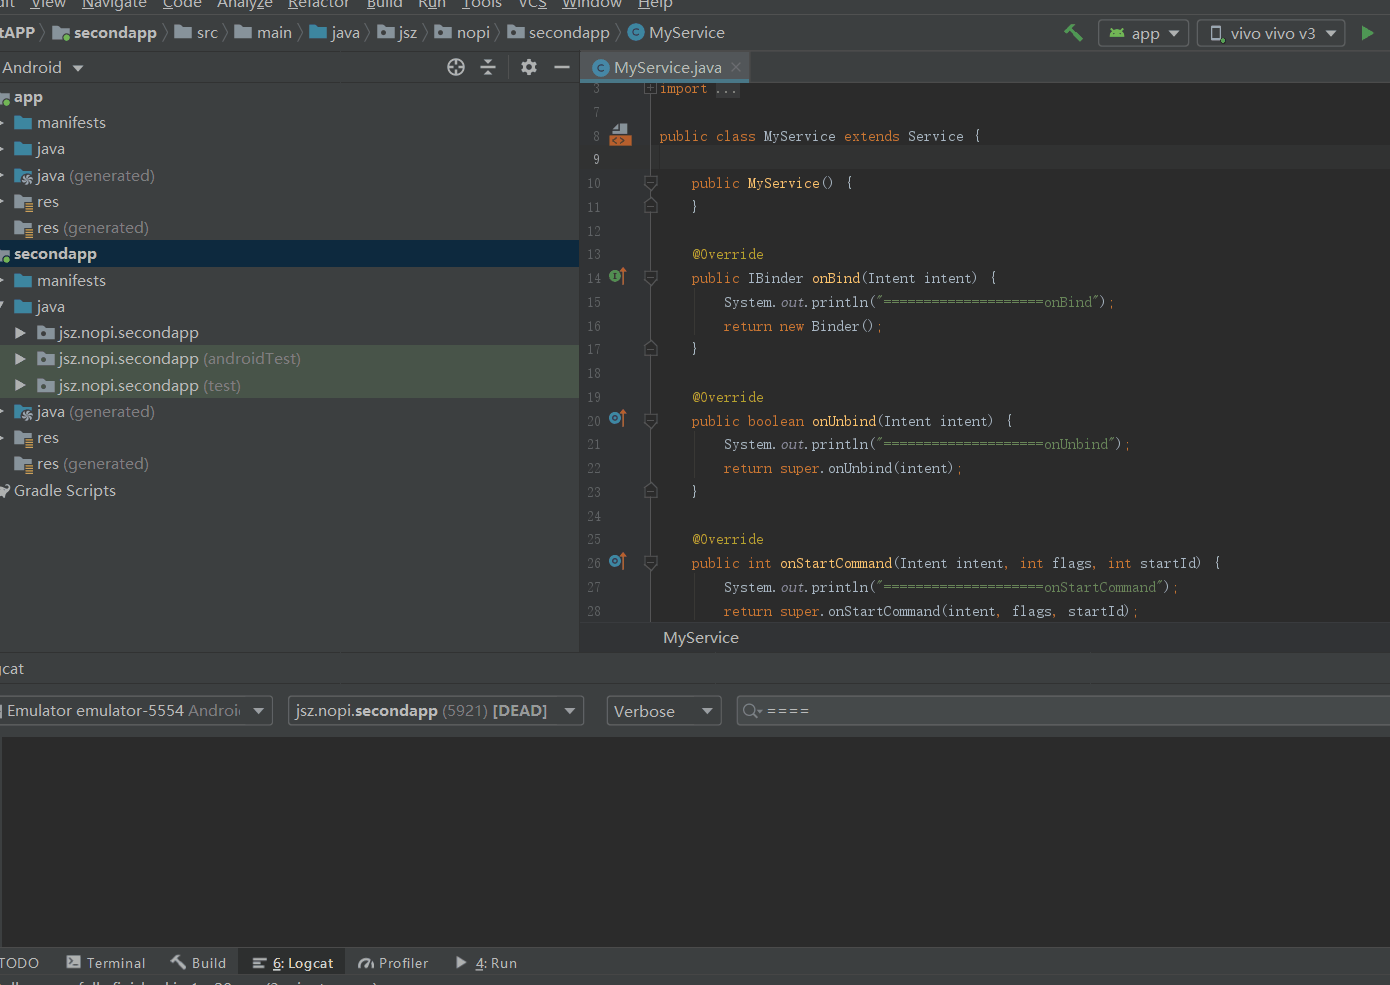 View Navigate Code Analyze Refactor Build Run Tools VCS Window Help
tAPP secondapp src main java jsz nopi secondapp MyService app vivo vivo v3
Android
MyService.java
app
manifests
java
java (generated)
res
res (generated)
secondapp
manifests
java
jsz.nopi.secondapp
jsz.nopi.secondapp (androidTest)
jsz.nopi.secondapp (test)
java (generated)
res
res (generated)
Gradle Scripts
3 import ...
7
8 public class MyService extends Service {
9
10 public MyService() {
11 }
12
13 @Override
14 public IBinder onBind(Intent intent) {
15 System.out.println("====================onBind");
16 return new Binder();
17 }
18
19 @Override
20 public boolean onUnbind(Intent intent) {
21 System.out.println("====================onUnbind");
22 return super.onUnbind(intent);
23 }
24
25 @Override
26 public int onStartCommand(Intent intent, int flags, int startId) {
27 System.out.println("====================onStartCommand");
28 return super.onStartCommand(intent, flags, startId);
MyService
gcat
Emulator emulator-5554 Androi jsz.nopi.secondapp (5921) [DEAD] Verbose ====
TODO Terminal Build 6: Logcat Profiler 4: Run